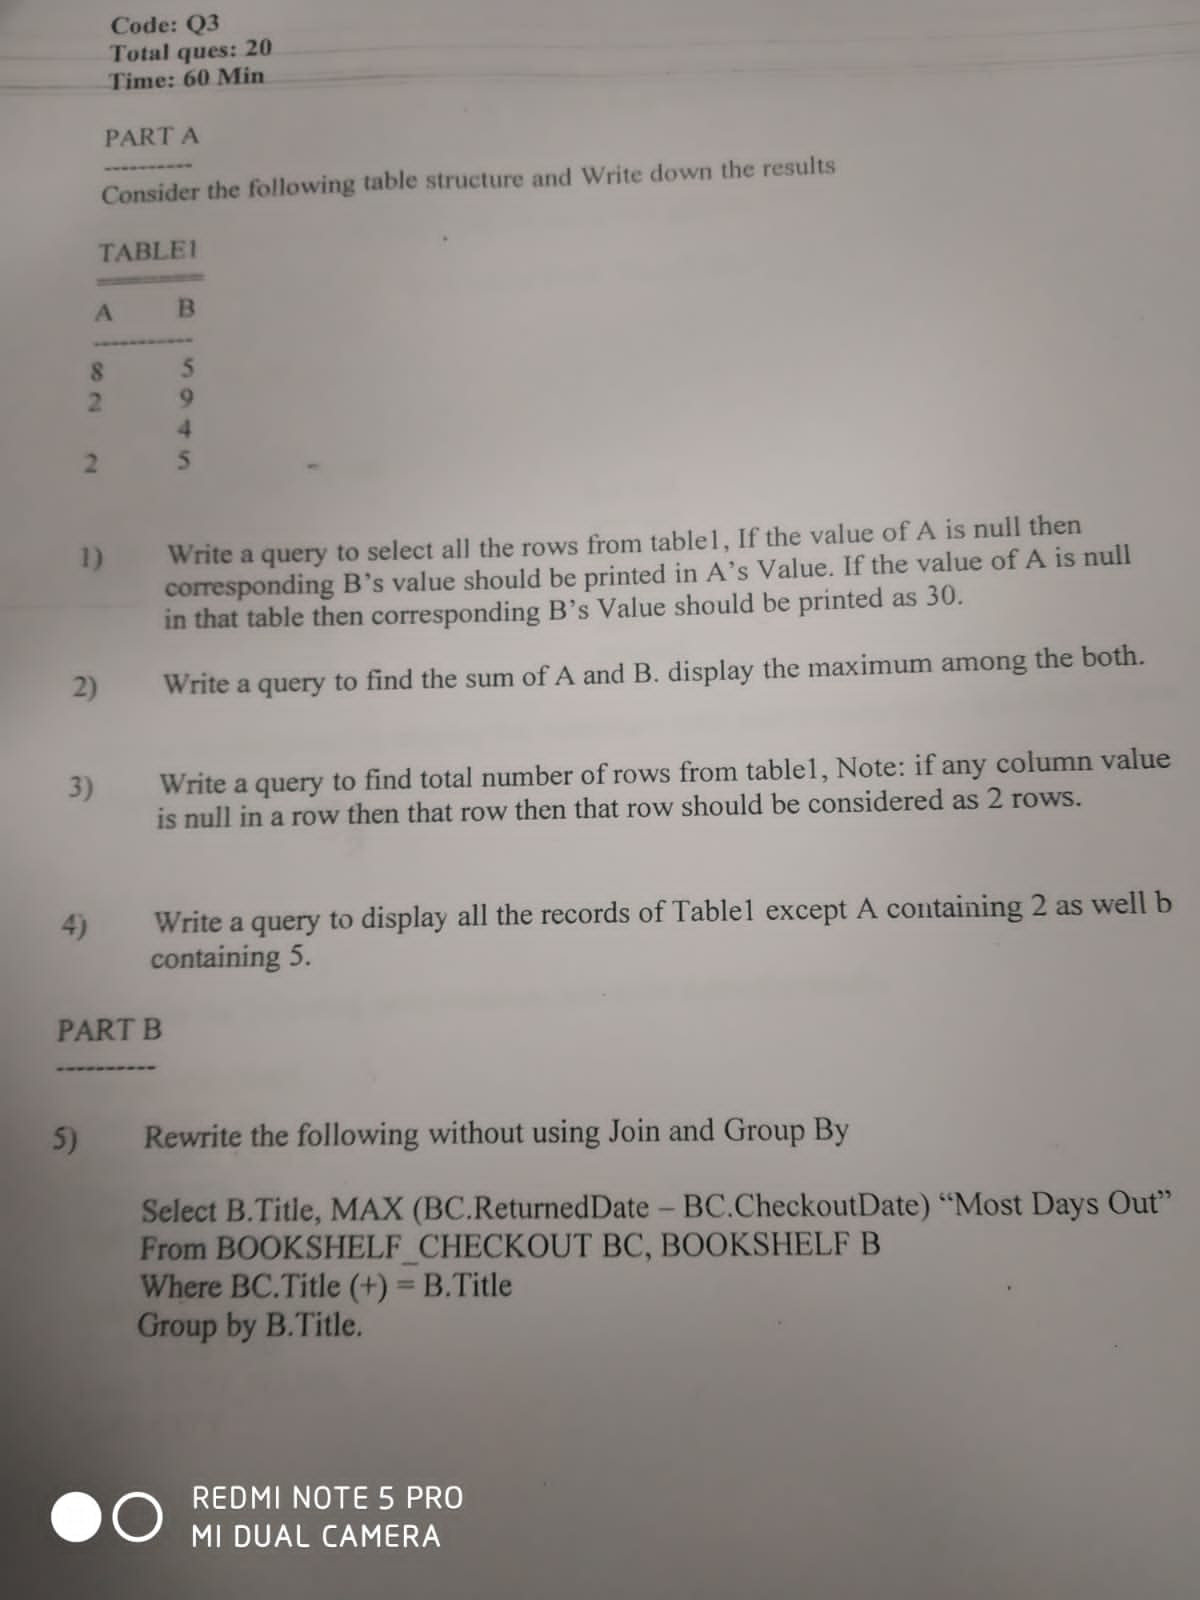 Code: Q3
Total ques: 20
Time: 60 Min
PART A
----------
Consider the following table structure and Write down the results
TABLE1
========
A B
-----------
8 5
2 9
4
2 5
1) Write a query to select all the rows from table1, If the value of A is null then
corresponding B's value should be printed in A's Value. If the value of A is null
in that table then corresponding B's Value should be printed as 30.
2) Write a query to find the sum of A and B. display the maximum among the both.
3) Write a query to find total number of rows from table1, Note: if any column value
is null in a row then that row then that row should be considered as 2 rows.
4) Write a query to display all the records of Table1 except A containing 2 as well b
containing 5.
PART B
----------
5) Rewrite the following without using Join and Group By
Select B.Title, MAX (BC.ReturnedDate – BC.CheckoutDate) “Most Days Out”
From BOOKSHELF_CHECKOUT BC, BOOKSHELF B
Where BC.Title (+) = B.Title
Group by B.Title.
REDMI NOTE 5 PRO
MI DUAL CAMERA